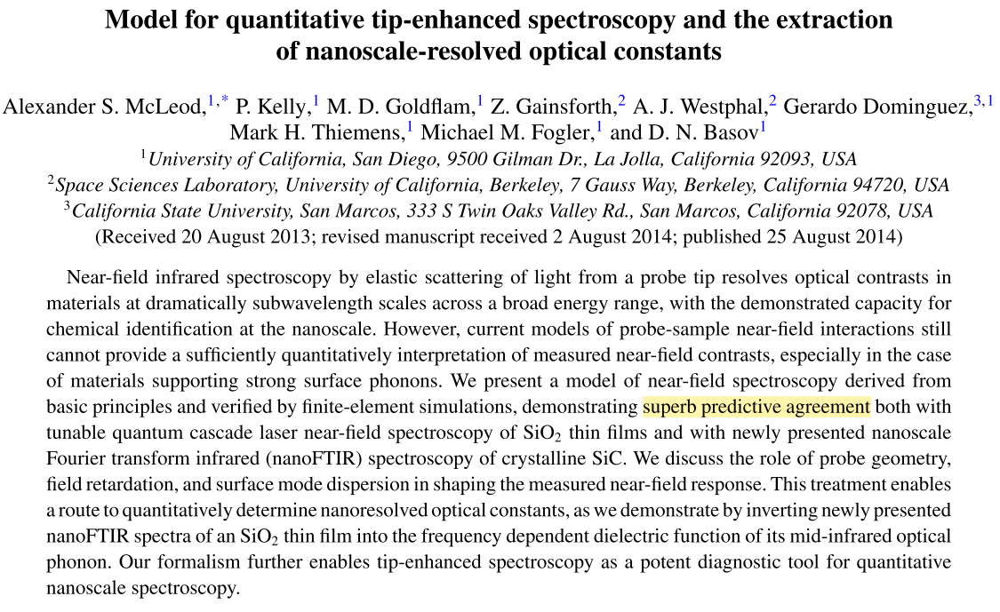 Model for quantitative tip-enhanced spectroscopy and the extraction
of nanoscale-resolved optical constants
Alexander S. McLeod,1,* P. Kelly,1 M. D. Goldflam,1 Z. Gainsforth,2 A. J. Westphal,2 Gerardo Dominguez,3,1
Mark H. Thiemens,1 Michael M. Fogler,1 and D. N. Basov1
1University of California, San Diego, 9500 Gilman Dr., La Jolla, California 92093, USA
2Space Sciences Laboratory, University of California, Berkeley, 7 Gauss Way, Berkeley, California 94720, USA
3California State University, San Marcos, 333 S Twin Oaks Valley Rd., San Marcos, California 92078, USA
(Received 20 August 2013; revised manuscript received 2 August 2014; published 25 August 2014)
Near-field infrared spectroscopy by elastic scattering of light from a probe tip resolves optical contrasts in
materials at dramatically subwavelength scales across a broad energy range, with the demonstrated capacity for
chemical identification at the nanoscale. However, current models of probe-sample near-field interactions still
cannot provide a sufficiently quantitatively interpretation of measured near-field contrasts, especially in the case
of materials supporting strong surface phonons. We present a model of near-field spectroscopy derived from
basic principles and verified by finite-element simulations, demonstrating superb predictive agreement both with
tunable quantum cascade laser near-field spectroscopy of SiO2 thin films and with newly presented nanoscale
Fourier transform infrared (nanoFTIR) spectroscopy of crystalline SiC. We discuss the role of probe geometry,
field retardation, and surface mode dispersion in shaping the measured near-field response. This treatment enables
a route to quantitatively determine nanoresolved optical constants, as we demonstrate by inverting newly presented
nanoFTIR spectra of an SiO2 thin film into the frequency dependent dielectric function of its mid-infrared optical
phonon. Our formalism further enables tip-enhanced spectroscopy as a potent diagnostic tool for quantitative
nanoscale spectroscopy.